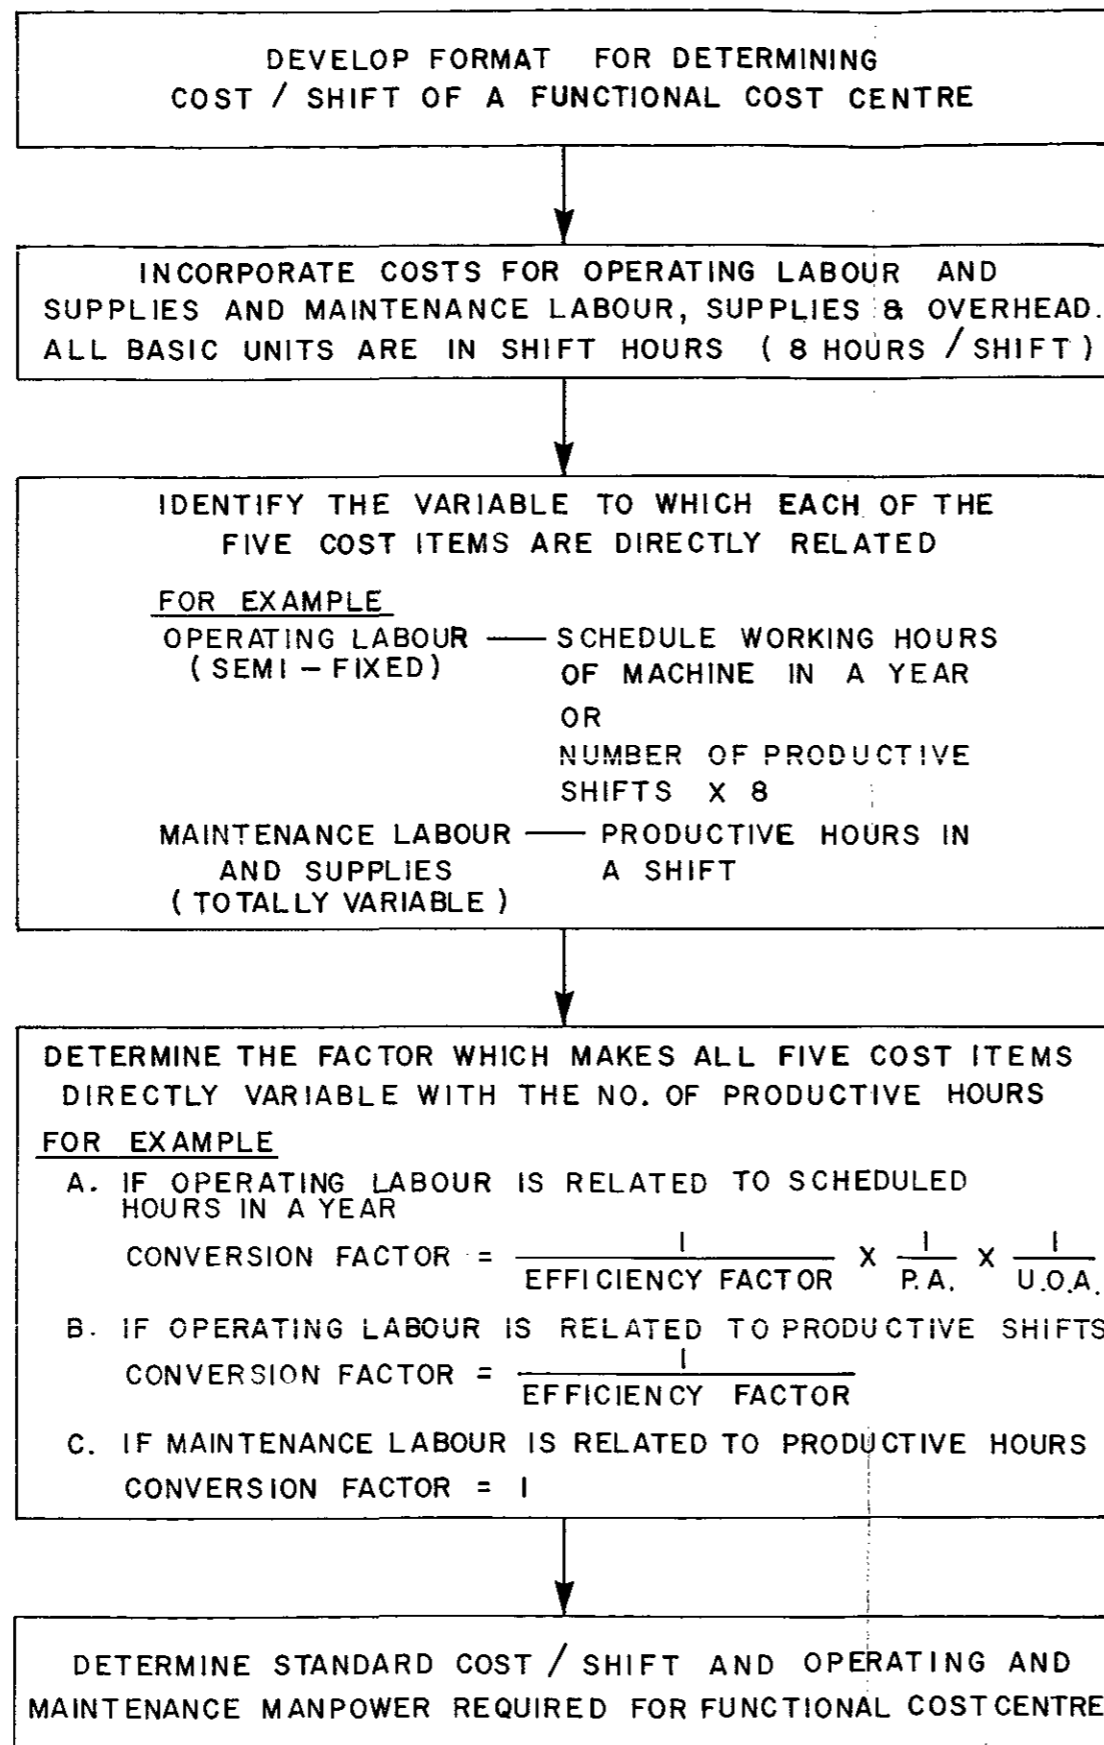 DEVELOP FORMAT FOR DETERMINING
COST / SHIFT OF A FUNCTIONAL COST CENTRE
INCORPORATE COSTS FOR OPERATING LABOUR AND
SUPPLIES AND MAINTENANCE LABOUR, SUPPLIES & OVERHEAD.
ALL BASIC UNITS ARE IN SHIFT HOURS ( 8 HOURS / SHIFT )
IDENTIFY THE VARIABLE TO WHICH EACH OF THE
FIVE COST ITEMS ARE DIRECTLY RELATED
FOR EXAMPLE
OPERATING LABOUR — SCHEDULE WORKING HOURS
( SEMI – FIXED ) OF MACHINE IN A YEAR
OR
NUMBER OF PRODUCTIVE
SHIFTS X 8
MAINTENANCE LABOUR — PRODUCTIVE HOURS IN
AND SUPPLIES A SHIFT
( TOTALLY VARIABLE )
DETERMINE THE FACTOR WHICH MAKES ALL FIVE COST ITEMS
DIRECTLY VARIABLE WITH THE NO. OF PRODUCTIVE HOURS
FOR EXAMPLE
A. IF OPERATING LABOUR IS RELATED TO SCHEDULED
HOURS IN A YEAR
CONVERSION FACTOR = 1 / EFFICIENCY FACTOR X 1 / P.A. X 1 / U.O.A.
B. IF OPERATING LABOUR IS RELATED TO PRODUCTIVE SHIFTS
CONVERSION FACTOR = 1 / EFFICIENCY FACTOR
C. IF MAINTENANCE LABOUR IS RELATED TO PRODUCTIVE HOURS
CONVERSION FACTOR = 1
DETERMINE STANDARD COST / SHIFT AND OPERATING AND
MAINTENANCE MANPOWER REQUIRED FOR FUNCTIONAL COST CENTRE